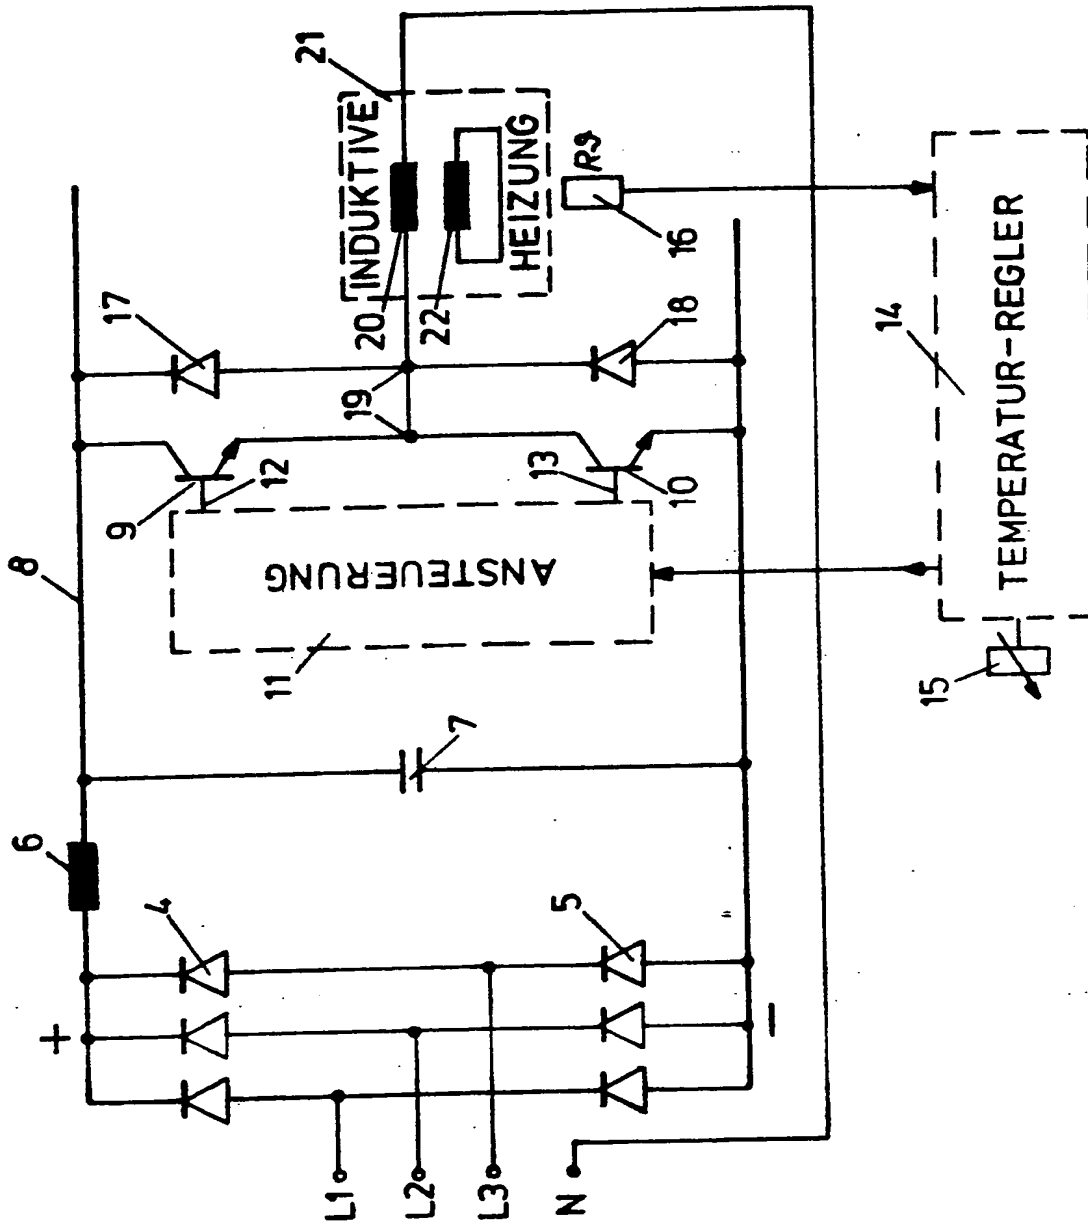 L1
L2
L3
N
+
−
4
5
6
7
8
9
10
11
ANSTEUERUNG
12
13
17
18
19
20
21
22
INDUKTIVE
HEIZUNG
Rϑ
16
14
TEMPERATUR-REGLER
15